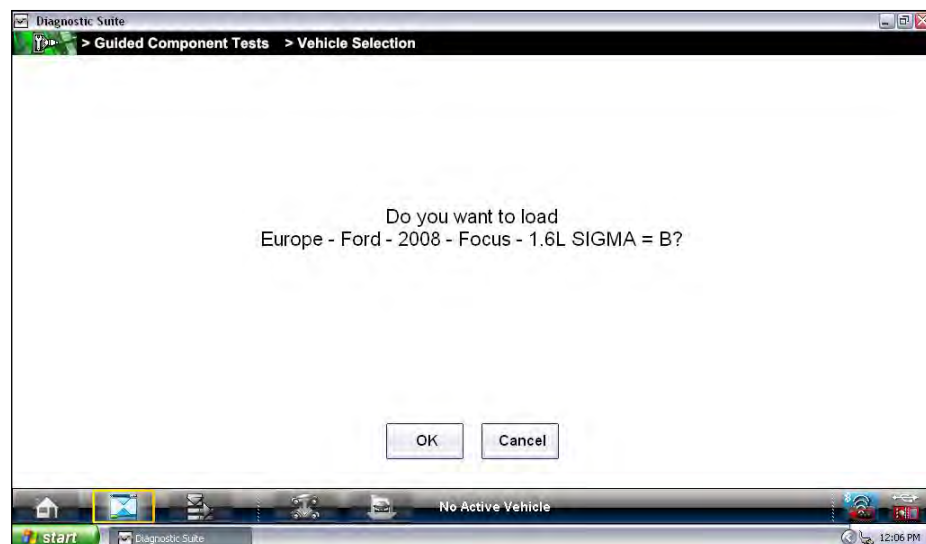 Diagnostic Suite
> Guided Component Tests > Vehicle Selection
Do you want to load
Europe - Ford - 2008 - Focus - 1.6L SIGMA = B?
OK Cancel
No Active Vehicle
start Diagnostic Suite 12:06 PM